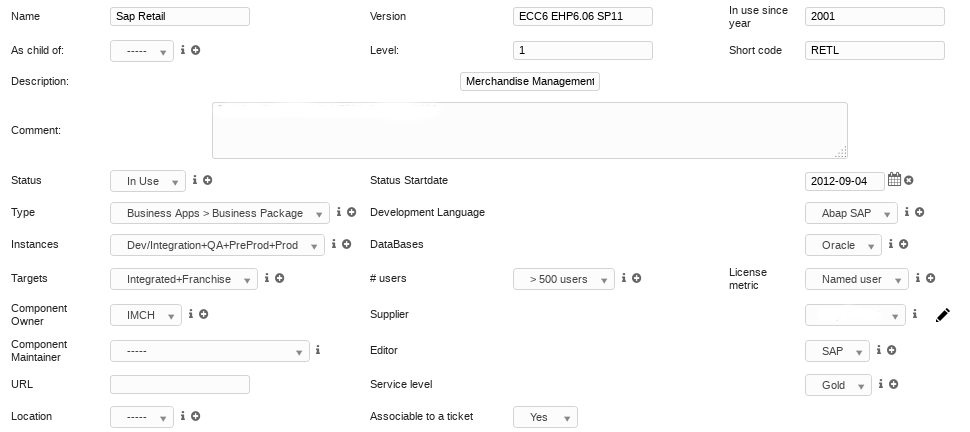 Name Sap Retail Version ECC6 EHP6.06 SP11 In use since year 2001
As child of: ----- Level: 1 Short code RETL
Description: Merchandise Management
Comment:
Status In Use Status Startdate 2012-09-04
Type Business Apps > Business Package Development Language Abap SAP
Instances Dev/Integration+QA+PreProd+Prod DataBases Oracle
Targets Integrated+Franchise # users > 500 users License metric Named user
Component Owner IMCH Supplier
Component Maintainer ----- Editor SAP
URL Service level Gold
Location ----- Associable to a ticket Yes